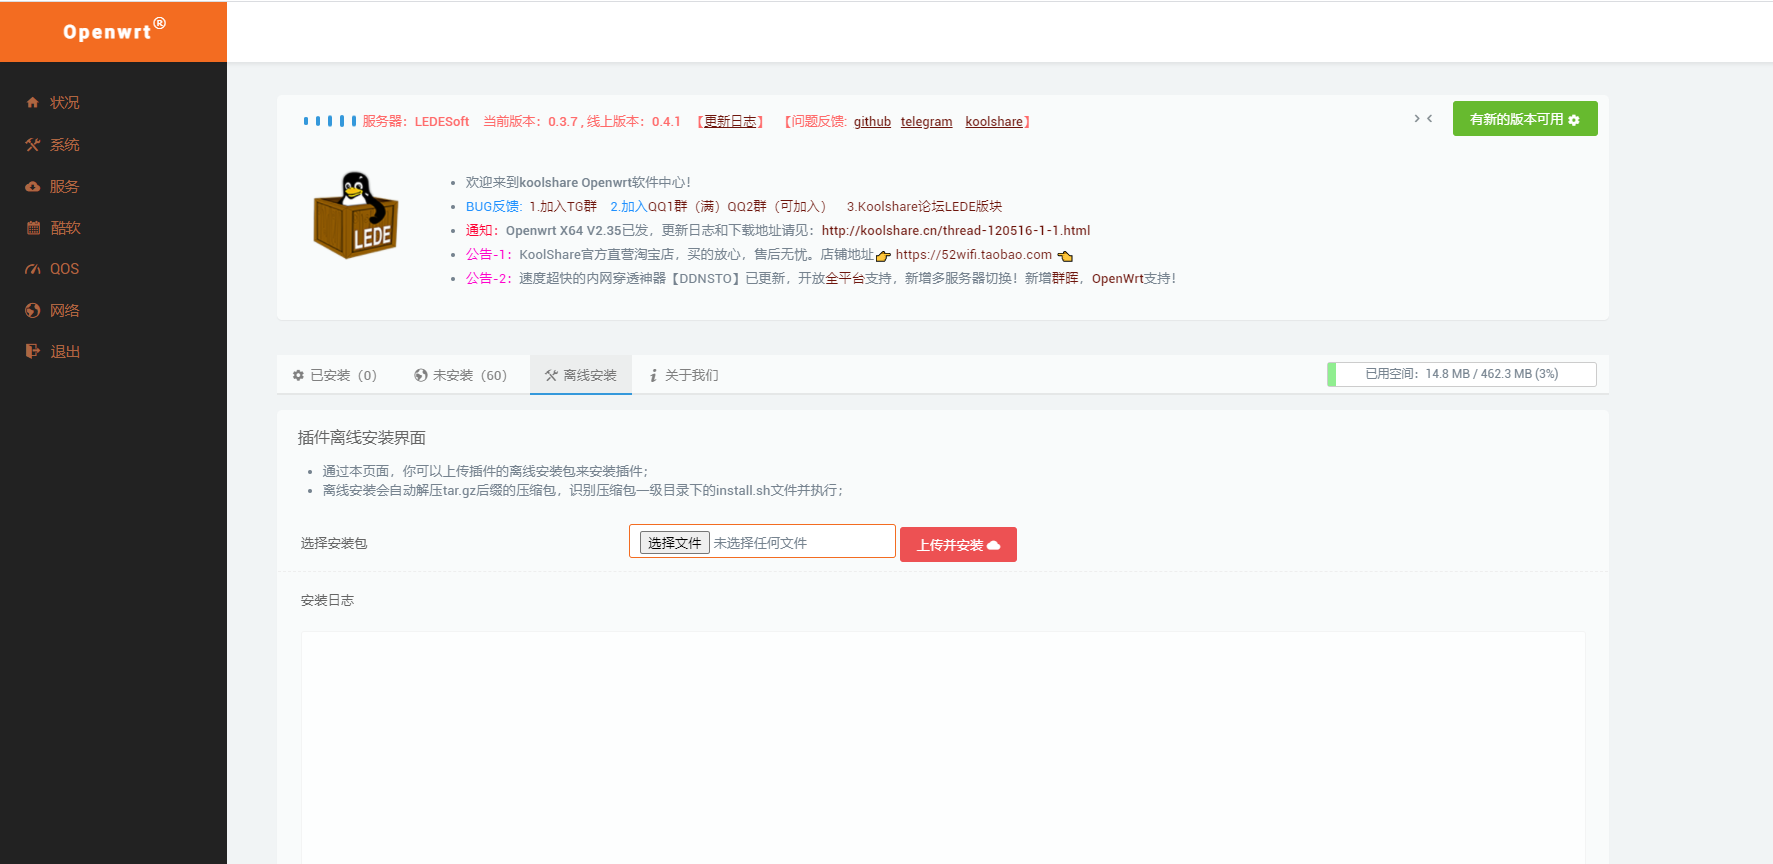 Openwrt®
状况
系统
服务
酷软
QOS
网络
退出
服务器：LEDESoft 当前版本：0.3.7 , 线上版本：0.4.1 【更新日志】 【问题反馈: github telegram koolshare】
有新的版本可用
LEDE
欢迎来到koolshare Openwrt软件中心！
BUG反馈: 1.加入TG群 2.加入QQ1群（满）QQ2群（可加入） 3.Koolshare论坛LEDE版块
通知：Openwrt X64 V2.35已发，更新日志和下载地址请见：http://koolshare.cn/thread-120516-1-1.html
公告-1：KoolShare官方直营淘宝店，买的放心，售后无忧。店铺地址👉 https://52wifi.taobao.com 👈
公告-2：速度超快的内网穿透神器【DDNSTO】已更新，开放全平台支持，新增多服务器切换！新增群晖，OpenWrt支持！
已安装（0） 未安装（60） 离线安装 关于我们
已用空间：14.8 MB / 462.3 MB (3%)
插件离线安装界面
通过本页面，你可以上传插件的离线安装包来安装插件；
离线安装会自动解压tar.gz后缀的压缩包，识别压缩包一级目录下的install.sh文件并执行；
选择安装包 选择文件 未选择任何文件 上传并安装
安装日志